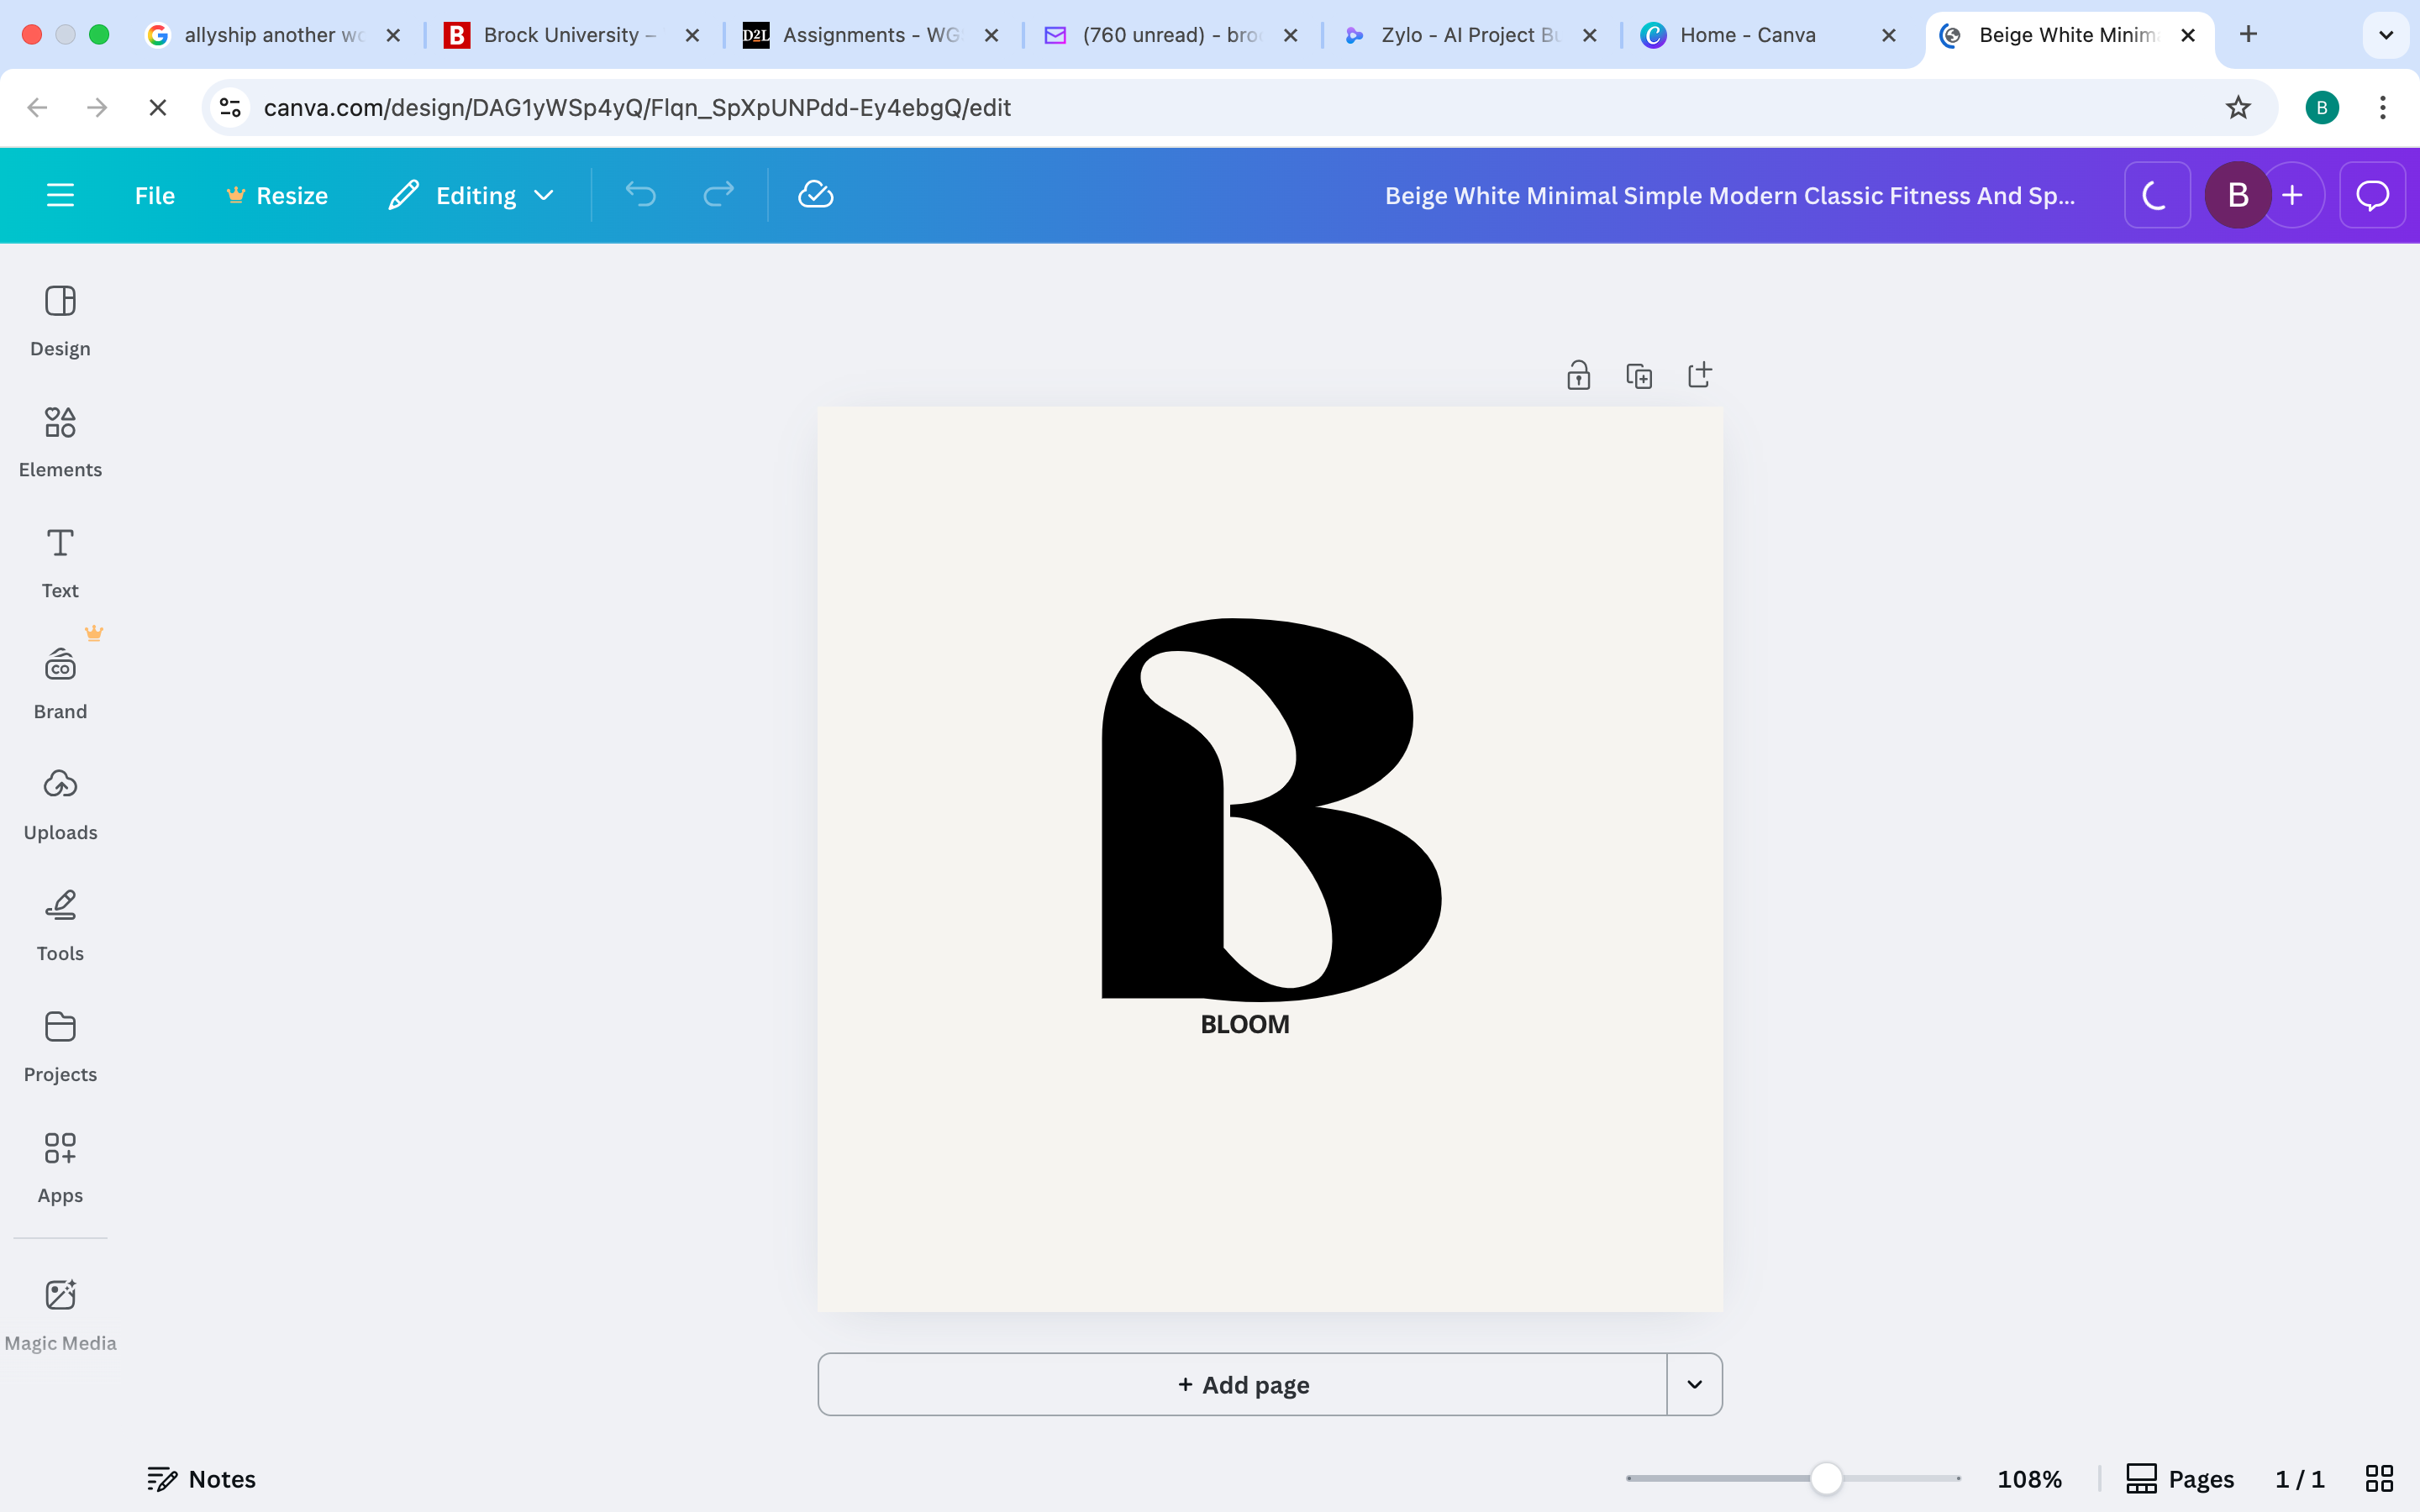 allyship another wo
Brock University –
Assignments - WG
(760 unread) - bro
Zylo - AI Project Bu
Home - Canva
Beige White Minima
canva.com/design/DAG1yWSp4yQ/Flqn_SpXpUNPdd-Ey4ebgQ/edit
B
File
Resize
Editing
Beige White Minimal Simple Modern Classic Fitness And Sp...
B
Design
Elements
Text
CO
Brand
Uploads
Tools
Projects
Apps
Magic Media
B
BLOOM
+ Add page
Notes
108%
Pages
1 / 1